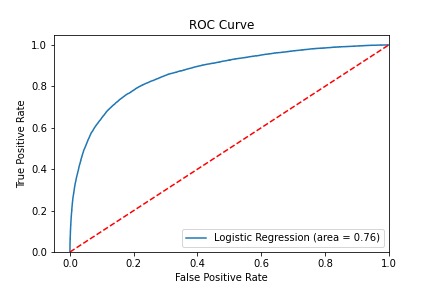 ROC Curve
1.0
0.8
0.6
0.4
0.2
0.0
True Positive Rate
Logistic Regression (area = 0.76)
0.0 0.2 0.4 0.6 0.8 1.0
False Positive Rate